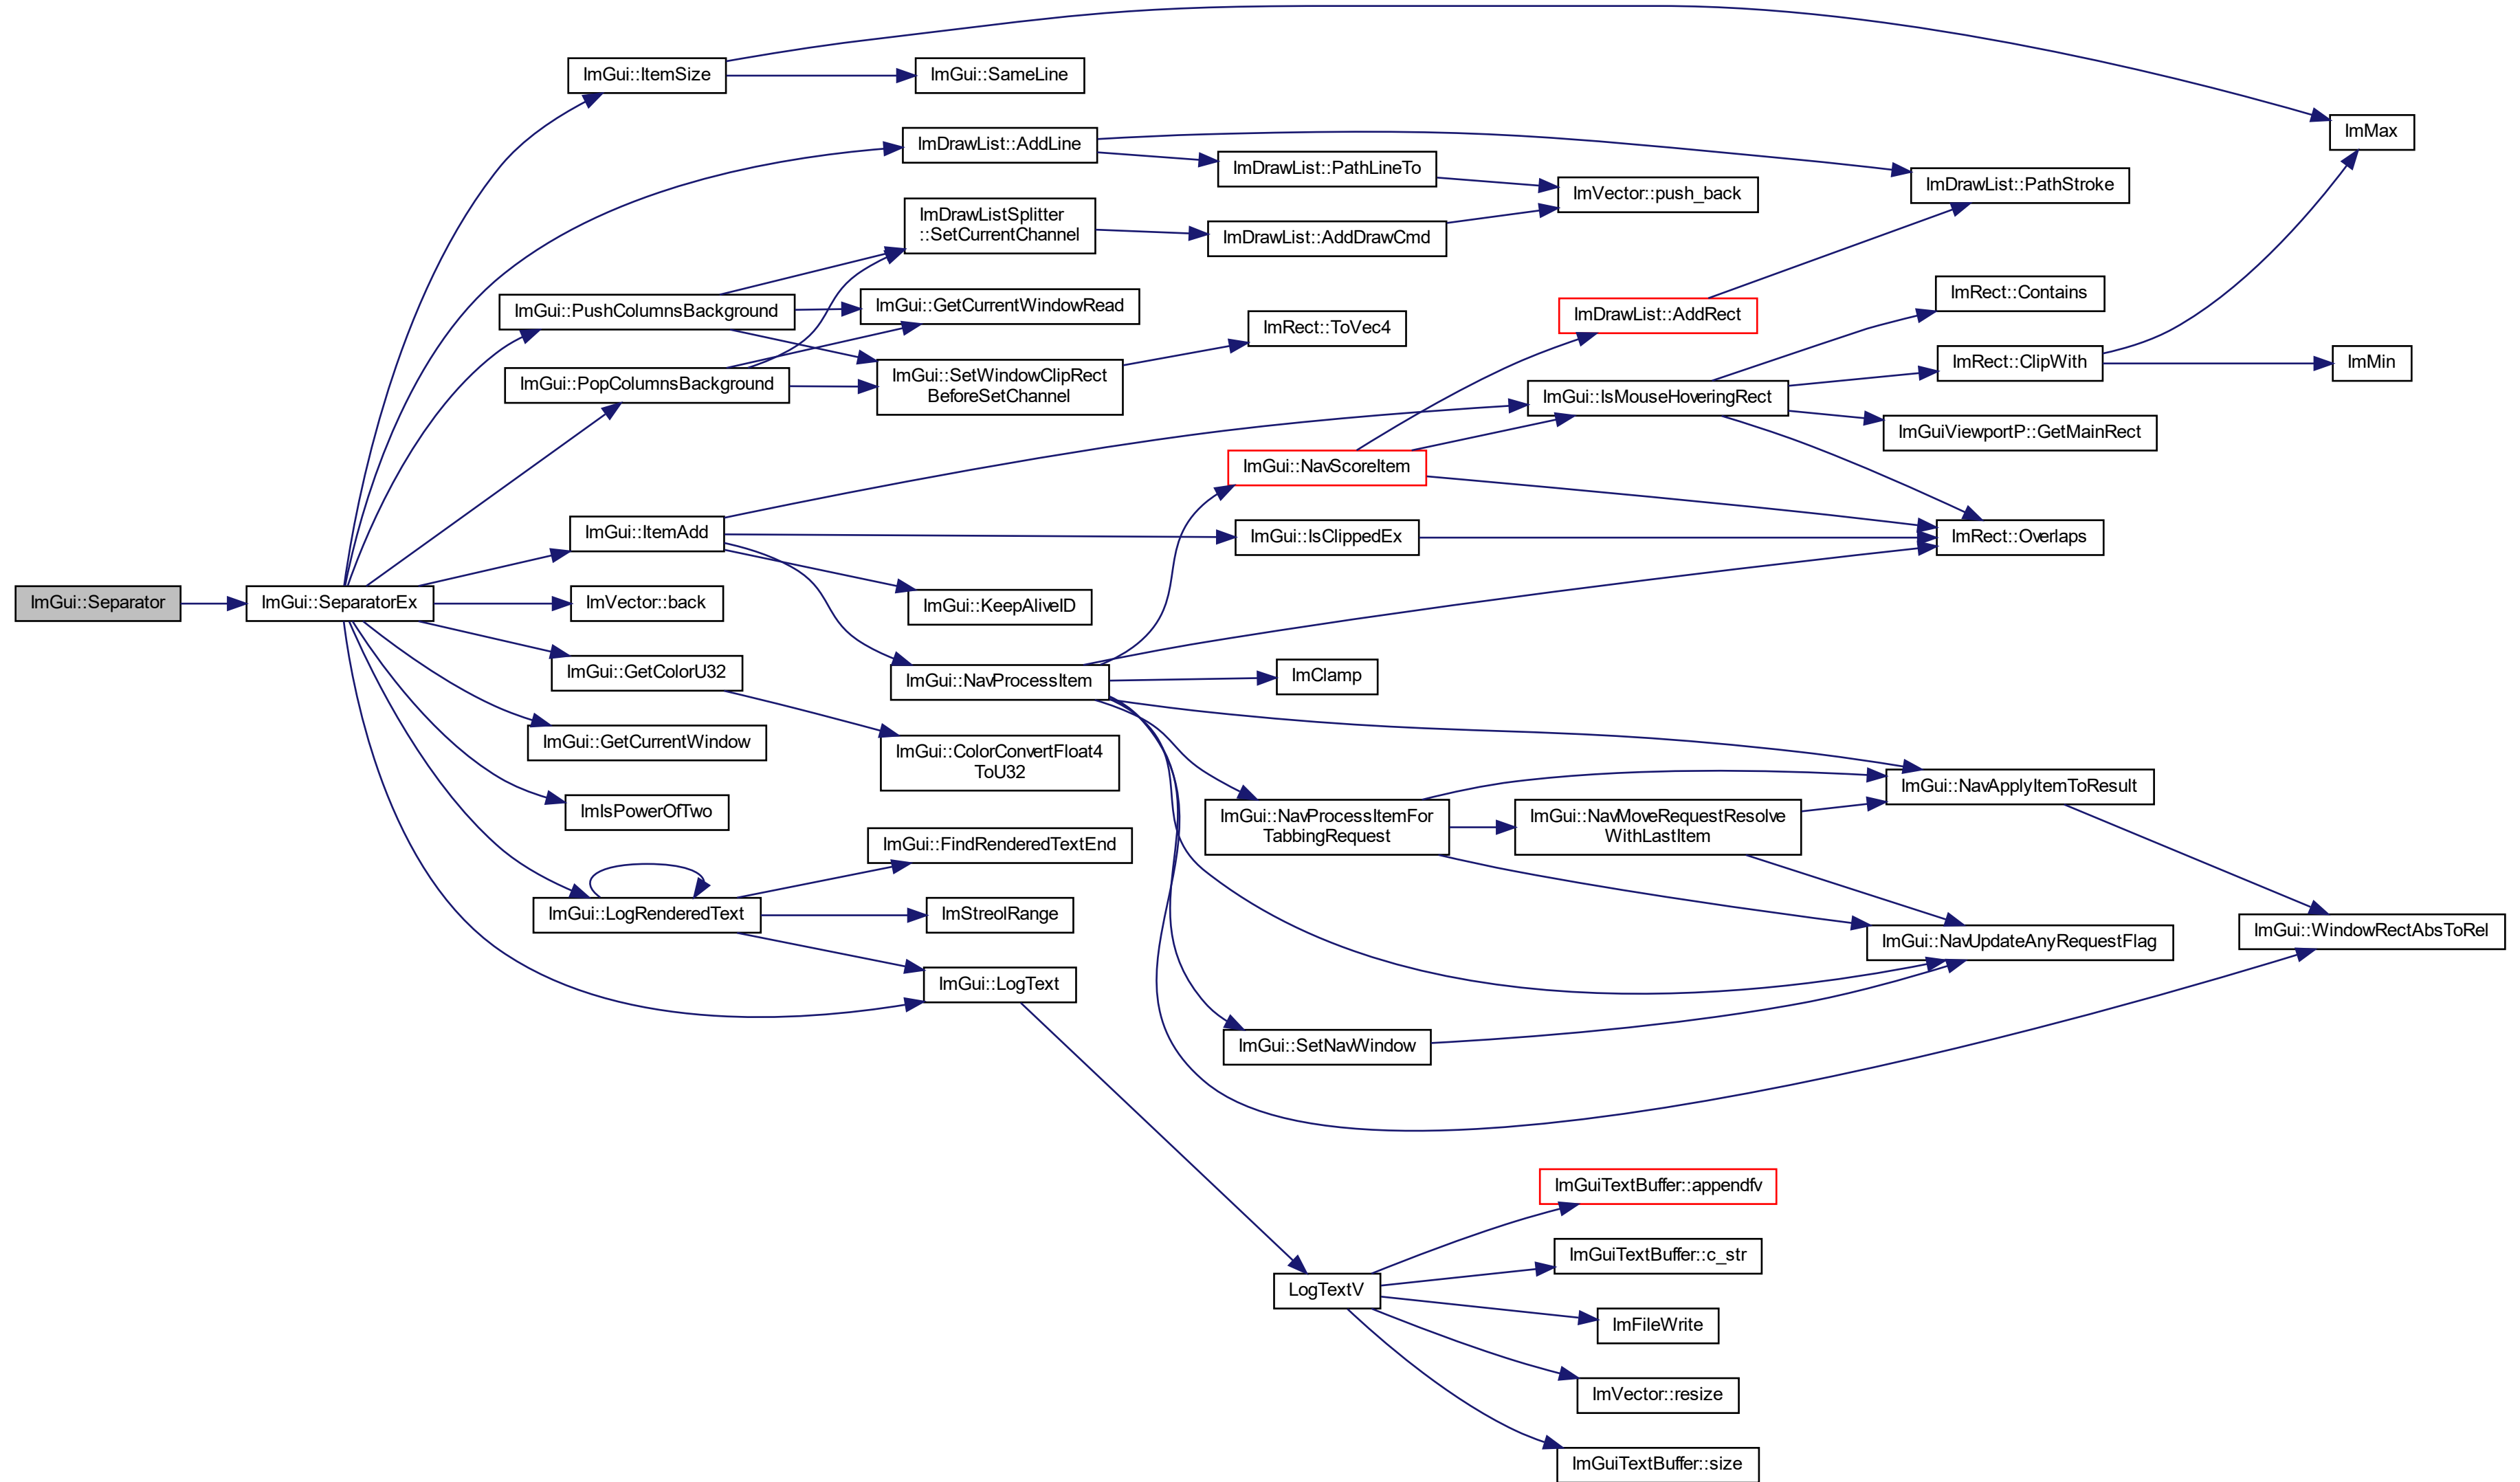 ImGui::Separator
ImGui::SeparatorEx
ImGui::ItemSize
ImGui::SameLine
ImMax
ImDrawList::AddLine
ImDrawList::PathLineTo
ImVector::push_back
ImDrawList::PathStroke
ImDrawListSplitter
::SetCurrentChannel
ImDrawList::AddDrawCmd
ImGui::PushColumnsBackground
ImGui::GetCurrentWindowRead
ImRect::ToVec4
ImDrawList::AddRect
ImRect::Contains
ImGui::PopColumnsBackground
ImGui::SetWindowClipRect
BeforeSetChannel
ImGui::IsMouseHoveringRect
ImRect::ClipWith
ImMin
ImGuiViewportP::GetMainRect
ImGui::NavScoreItem
ImGui::ItemAdd
ImGui::IsClippedEx
ImRect::Overlaps
ImVector::back
ImGui::KeepAliveID
ImGui::GetColorU32
ImGui::NavProcessItem
ImClamp
ImGui::GetCurrentWindow
ImGui::ColorConvertFloat4
ToU32
ImGui::NavApplyItemToResult
ImIsPowerOfTwo
ImGui::NavProcessItemFor
TabbingRequest
ImGui::NavMoveRequestResolve
WithLastItem
ImGui::FindRenderedTextEnd
ImGui::LogRenderedText
ImStreolRange
ImGui::WindowRectAbsToRel
ImGui::NavUpdateAnyRequestFlag
ImGui::LogText
ImGui::SetNavWindow
ImGuiTextBuffer::appendfv
ImGuiTextBuffer::c_str
LogTextV
ImFileWrite
ImVector::resize
ImGuiTextBuffer::size